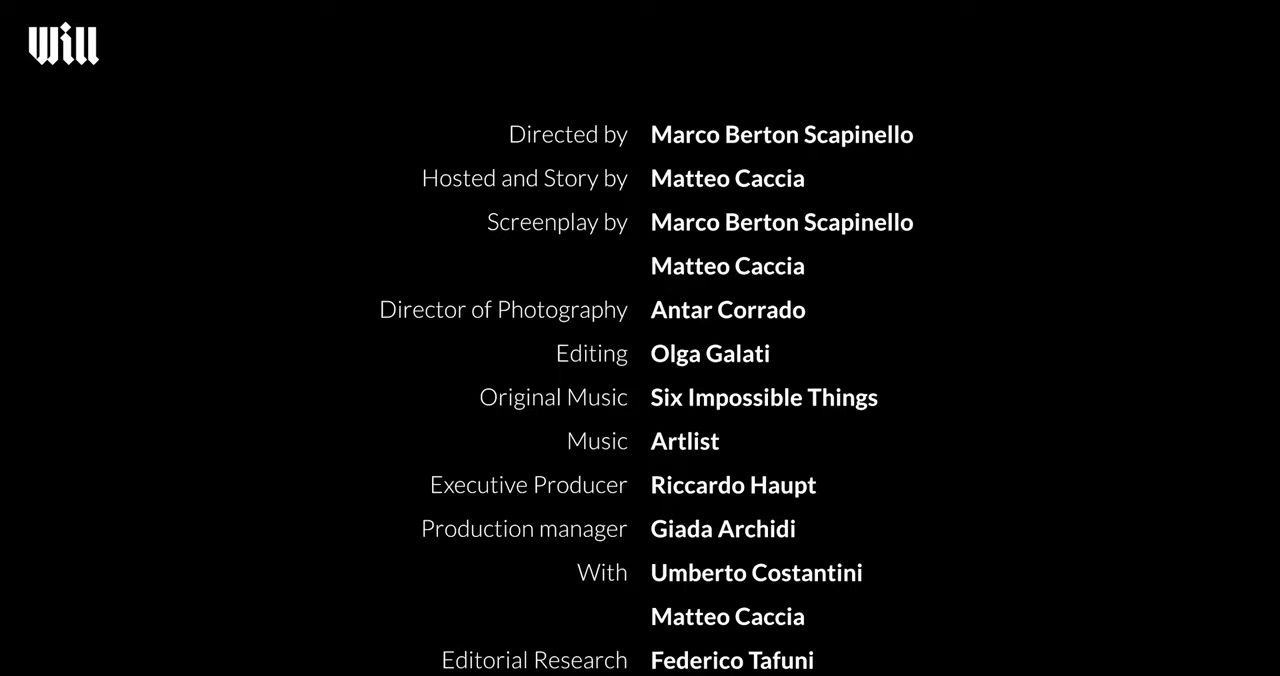 Will
Directed by Marco Berton Scapinello
Hosted and Story by Matteo Caccia
Screenplay by Marco Berton Scapinello
Matteo Caccia
Director of Photography Antar Corrado
Editing Olga Galati
Original Music Six Impossible Things
Music Artlist
Executive Producer Riccardo Haupt
Production manager Giada Archidi
With Umberto Costantini
Matteo Caccia
Editorial Research Federico Tafuni